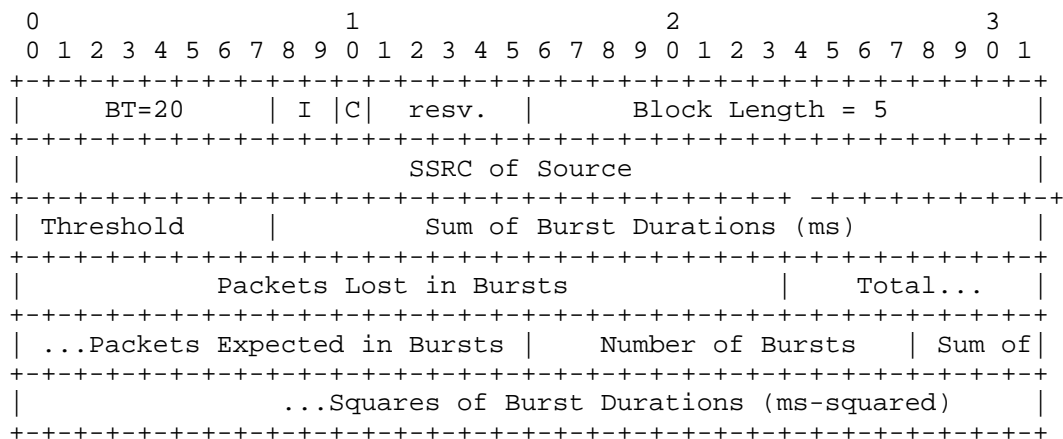 0                   1                   2                   3
 0 1 2 3 4 5 6 7 8 9 0 1 2 3 4 5 6 7 8 9 0 1 2 3 4 5 6 7 8 9 0 1
+-+-+-+-+-+-+-+-+-+-+-+-+-+-+-+-+-+-+-+-+-+-+-+-+-+-+-+-+-+-+-+-+
|     BT=20     | I |C|  resv.  |      Block Length = 5         |
+-+-+-+-+-+-+-+-+-+-+-+-+-+-+-+-+-+-+-+-+-+-+-+-+-+-+-+-+-+-+-+-+
|                        SSRC of Source                         |
+-+-+-+-+-+-+-+-+-+-+-+-+-+-+-+-+-+-+-+-+-+-+-+-+ -+-+-+-+-+-+-+-+
| Threshold     |         Sum of Burst Durations (ms)           |
+-+-+-+-+-+-+-+-+-+-+-+-+-+-+-+-+-+-+-+-+-+-+-+-+-+-+-+-+-+-+-+-+
|            Packets Lost in Bursts             |    Total...   |
+-+-+-+-+-+-+-+-+-+-+-+-+-+-+-+-+-+-+-+-+-+-+-+-+-+-+-+-+-+-+-+-+
| ...Packets Expected in Bursts |    Number of Bursts   | Sum of|
+-+-+-+-+-+-+-+-+-+-+-+-+-+-+-+-+-+-+-+-+-+-+-+-+-+-+-+-+-+-+-+-+
|                ...Squares of Burst Durations (ms-squared)     |
+-+-+-+-+-+-+-+-+-+-+-+-+-+-+-+-+-+-+-+-+-+-+-+-+-+-+-+-+-+-+-+-+